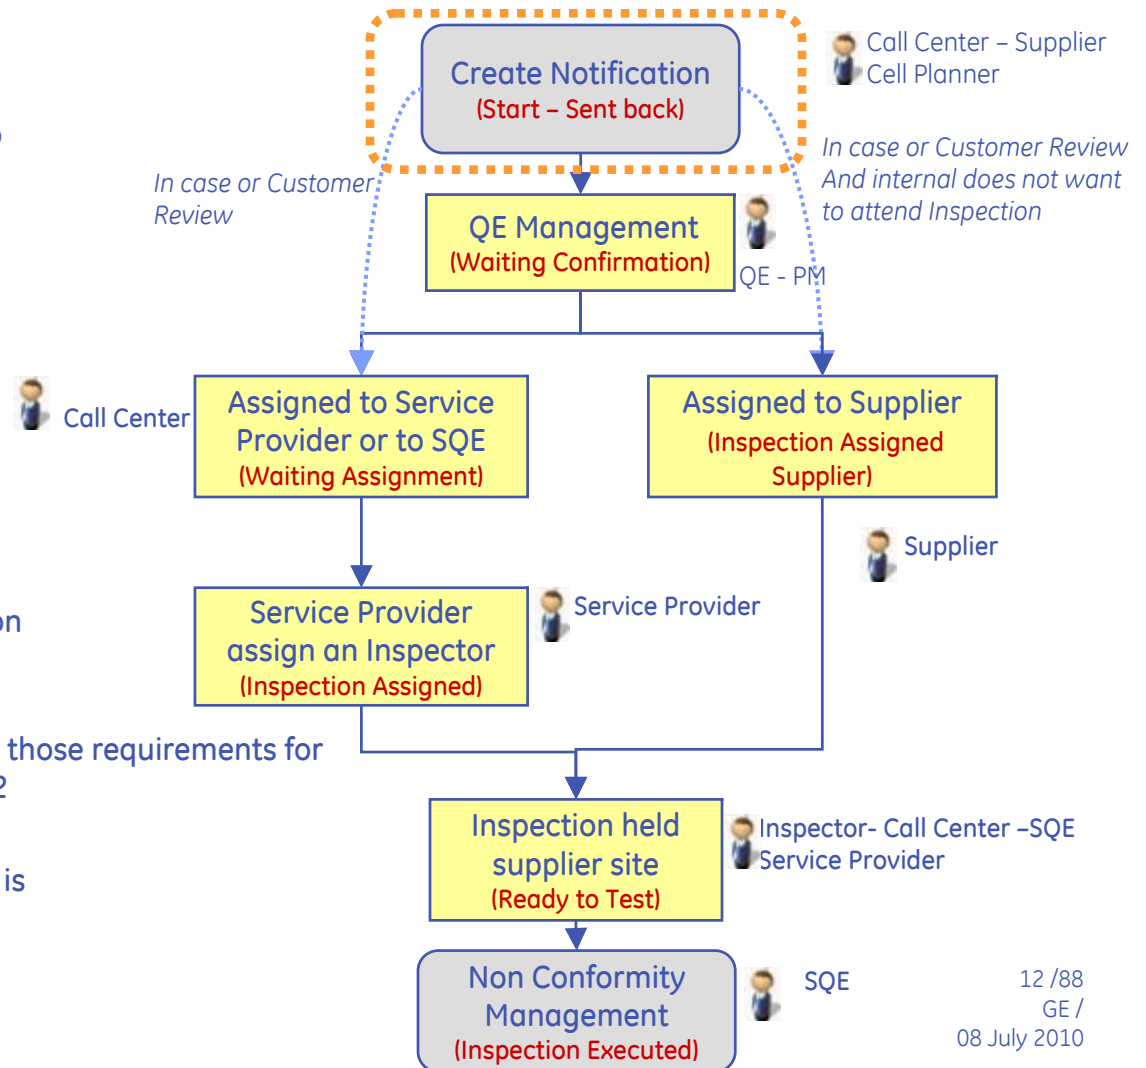 Create Notification
(Start – Sent back)
Call Center – Supplier
Cell Planner
In case or Customer
Review
In case or Customer Review
And internal does not want
to attend Inspection
QE Management
(Waiting Confirmation)
QE - PM
Call Center
Assigned to Service
Provider or to SQE
(Waiting Assignment)
Assigned to Supplier
(Inspection Assigned
Supplier)
Supplier
on
Service Provider
assign an Inspector
(Inspection Assigned)
Service Provider
those requirements for
2
Inspection held
supplier site
(Ready to Test)
Inspector- Call Center –SQE
Service Provider
is
Non Conformity
Management
(Inspection Executed)
SQE
12 /88
GE /
08 July 2010